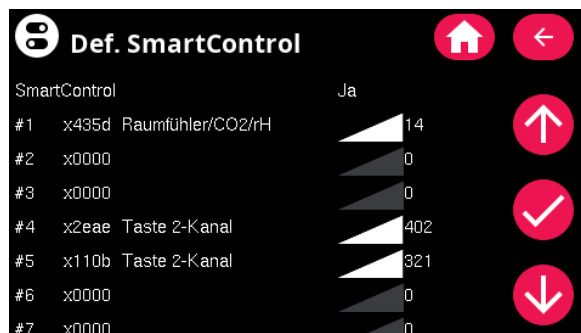 Def. SmartControl
SmartControl Ja
#1 x435d Raumfühler/CO2/rH 14
#2 x0000 0
#3 x0000 0
#4 x2eae Taste 2-Kanal 402
#5 x110b Taste 2-Kanal 321
#6 x0000 0
#7 x0000 0